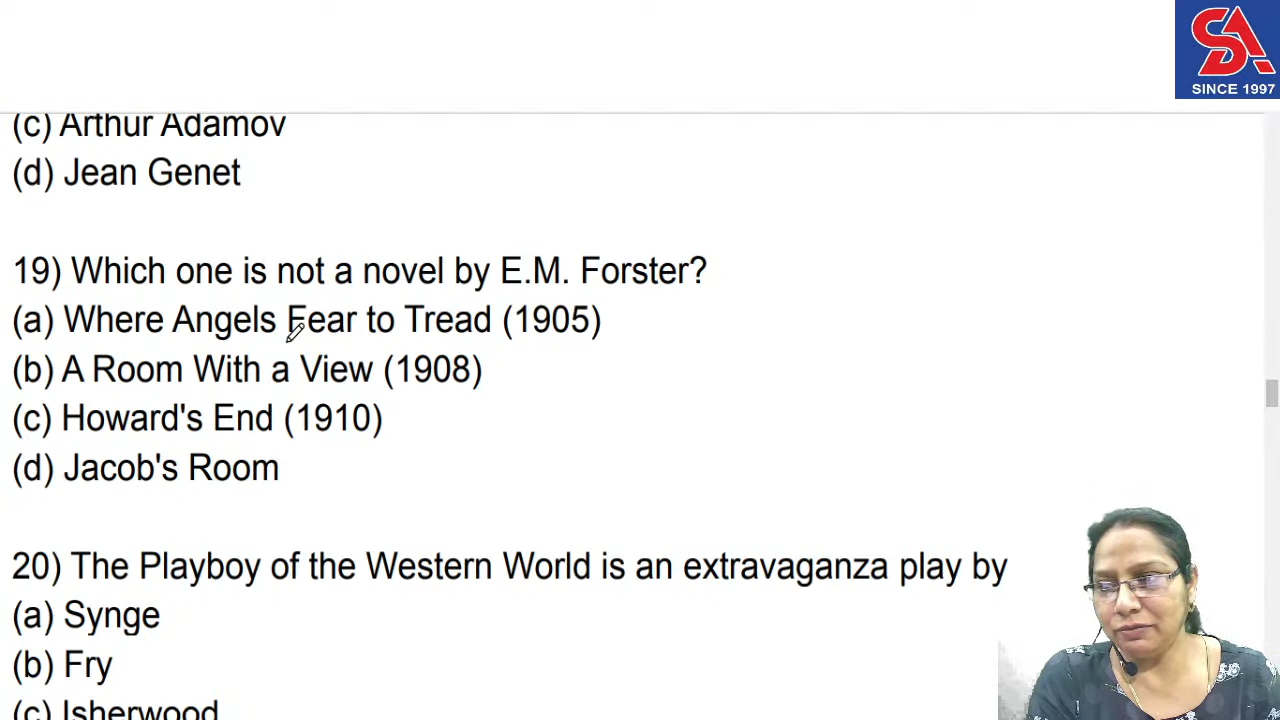 SA
SINCE 1997
(c) Arthur Adamov
(d) Jean Genet
19) Which one is not a novel by E.M. Forster?
(a) Where Angels Fear to Tread (1905)
(b) A Room With a View (1908)
(c) Howard's End (1910)
(d) Jacob's Room
20) The Playboy of the Western World is an extravaganza play by
(a) Synge
(b) Fry
(c) Isherwood